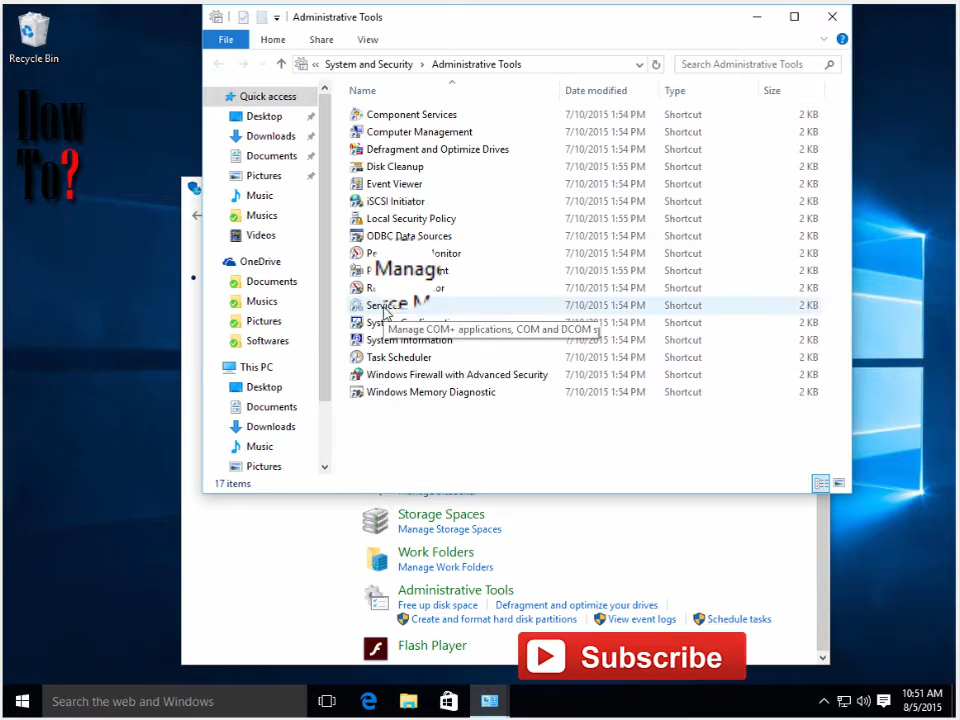 Administrative Tools
Recycle Bin
File Home Share View
How
To?
« System and Security › Administrative Tools
Search Administrative Tools
Name Date modified Type Size
Quick access
Desktop
Downloads
Documents
Pictures
Music
Musics
Videos
OneDrive
Documents
Musics
Pictures
Softwares
This PC
Desktop
Documents
Downloads
Music
Pictures
Component Services 7/10/2015 1:54 PM Shortcut 2 KB
Computer Management 7/10/2015 1:54 PM Shortcut 2 KB
Defragment and Optimize Drives 7/10/2015 1:54 PM Shortcut 2 KB
Disk Cleanup 7/10/2015 1:55 PM Shortcut 2 KB
Event Viewer 7/10/2015 1:54 PM Shortcut 2 KB
iSCSI Initiator 7/10/2015 1:54 PM Shortcut 2 KB
Local Security Policy 7/10/2015 1:55 PM Shortcut 2 KB
ODBC Data Sources 7/10/2015 1:54 PM Shortcut 2 KB
7/10/2015 1:54 PM Shortcut 2 KB
7/10/2015 1:54 PM Shortcut 2 KB
7/10/2015 1:54 PM Shortcut 2 KB
Services 7/10/2015 1:54 PM Shortcut 2 KB
7/10/2015 1:54 PM Shortcut 2 KB
Manage COM+ applications, COM and DCOM s
System Information 7/10/2015 1:54 PM Shortcut 2 KB
Task Scheduler 7/10/2015 1:54 PM Shortcut 2 KB
Windows Firewall with Advanced Security 7/10/2015 1:54 PM Shortcut 2 KB
Windows Memory Diagnostic 7/10/2015 1:54 PM Shortcut 2 KB
17 items
Storage Spaces
Manage Storage Spaces
Work Folders
Manage Work Folders
Administrative Tools
Free up disk space Defragment and optimize your drives
Create and format hard disk partitions View event logs Schedule tasks
Flash Player
Subscribe
Search the web and Windows
10:51 AM
8/5/2015